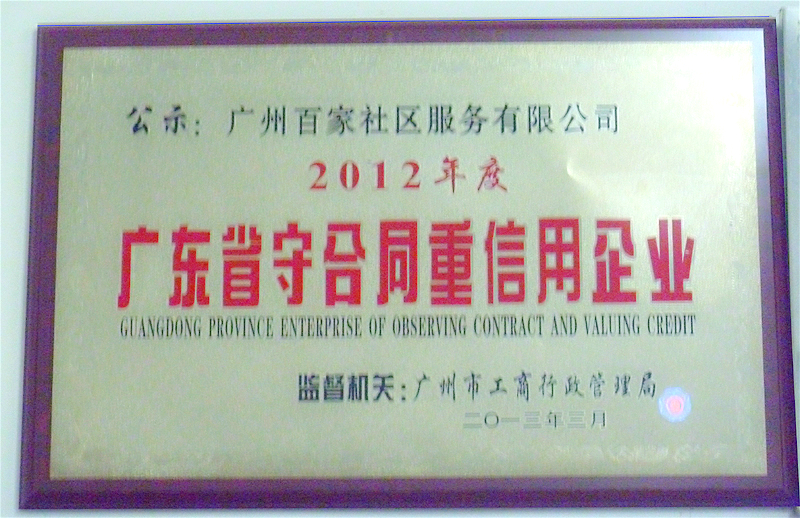 公示：广州百家社区服务有限公司
2012年度
广东省守合同重信用企业
GUANGDONG PROVINCE ENTERPRISE OF OBSERVING CONTRACT AND VALUING CREDIT
监督机关：广州市工商行政管理局
二〇一三年三月